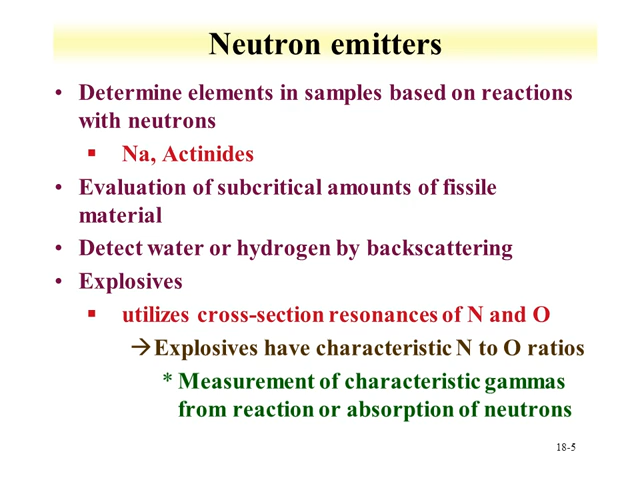 Neutron emitters
• Determine elements in samples based on reactions
with neutrons
▪ Na, Actinides
• Evaluation of subcritical amounts of fissile
material
• Detect water or hydrogen by backscattering
• Explosives
▪ utilizes cross-section resonances of N and O
→Explosives have characteristic N to O ratios
* Measurement of characteristic gammas
from reaction or absorption of neutrons
18-5